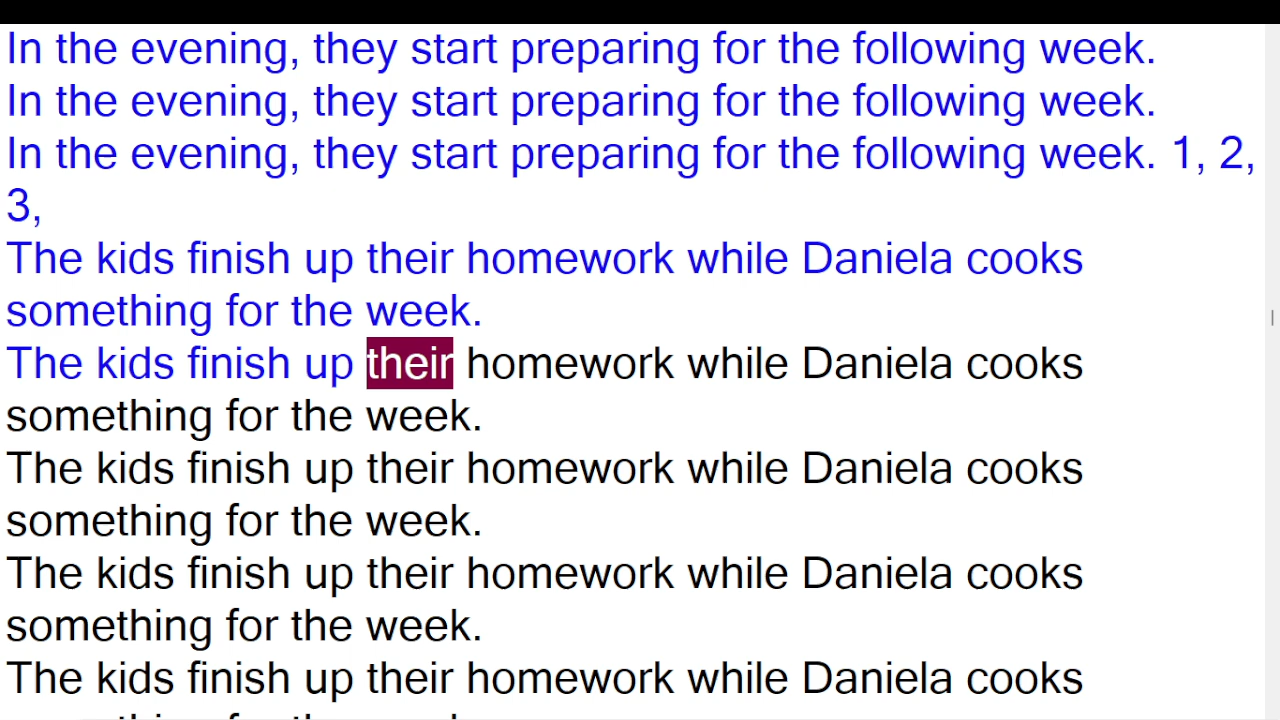 In the evening, they start preparing for the following week.
In the evening, they start preparing for the following week.
In the evening, they start preparing for the following week. 1, 2,
3,
The kids finish up their homework while Daniela cooks
something for the week.
The kids finish up their homework while Daniela cooks
something for the week.
The kids finish up their homework while Daniela cooks
something for the week.
The kids finish up their homework while Daniela cooks
something for the week.
The kids finish up their homework while Daniela cooks